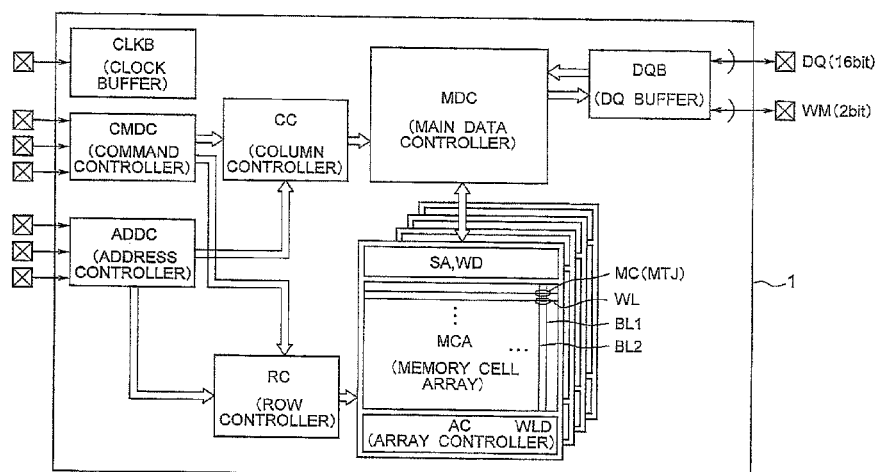 CLKB
(CLOCK
BUFFER)
CMDC
(COMMAND
CONTROLLER)
ADDC
(ADDRESS
CONTROLLER)
CC
(COLUMN
CONTROLLER)
MDC
(MAIN DATA
CONTROLLER)
DQB
(DQ BUFFER)
DQ (16bit)
WM (2bit)
SA,WD
MC (MTJ)
WL
BL1
BL2
MCA
(MEMORY CELL
ARRAY)
RC
(ROW
CONTROLLER)
AC WLD
(ARRAY CONTROLLER)
1